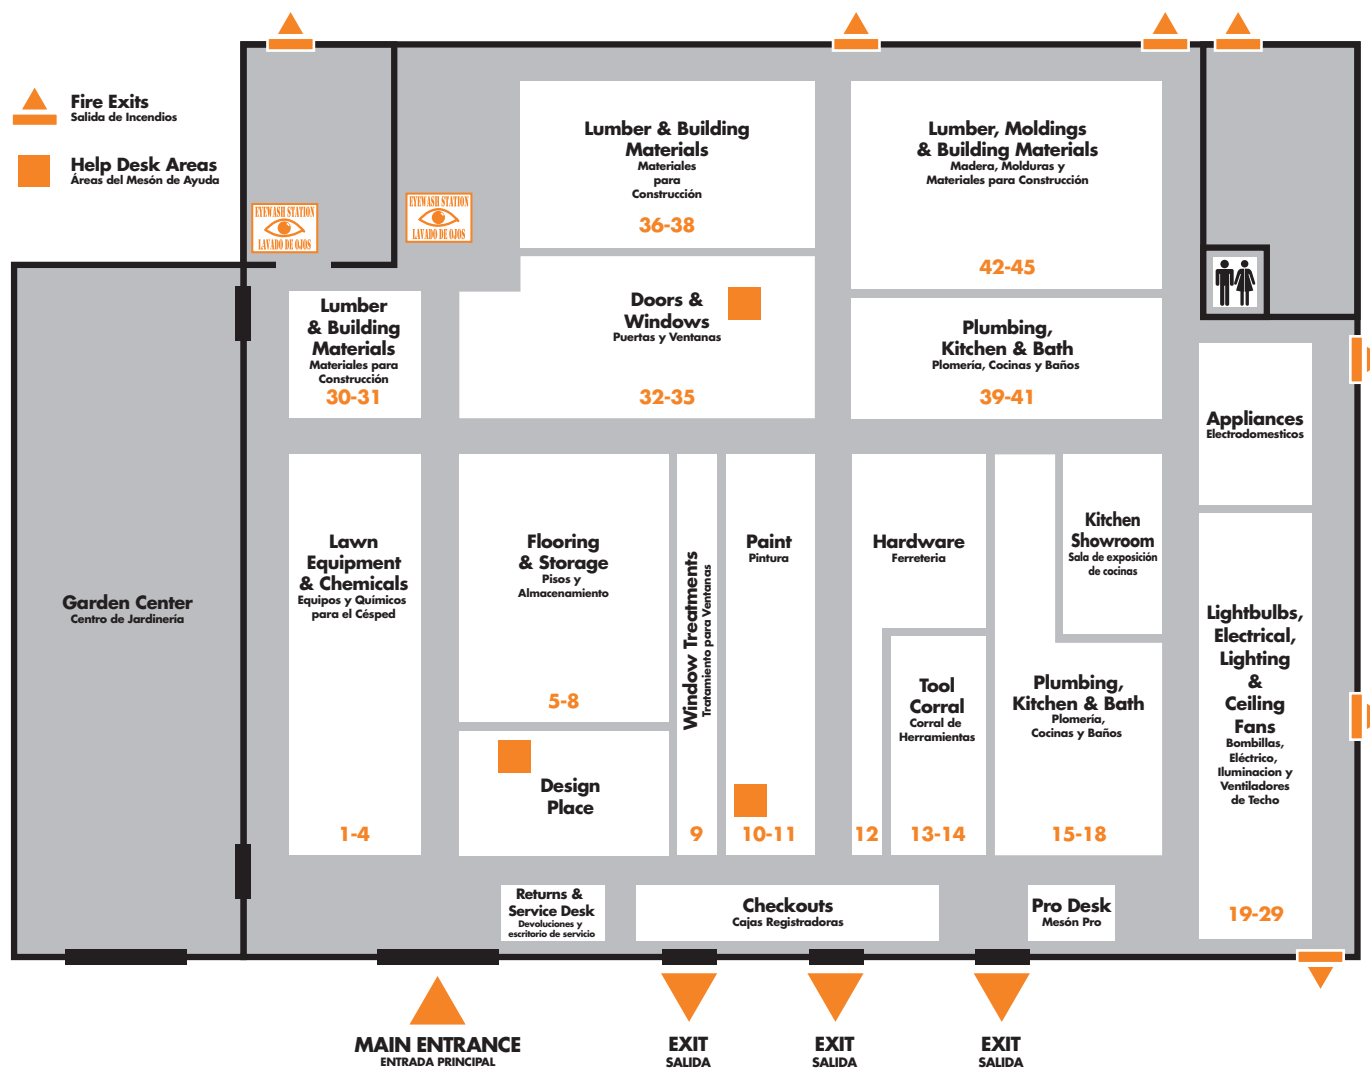 Fire Exits
Salida de Incendios
Help Desk Areas
Áreas del Mesón de Ayuda
EYEWASH STATION
LAVADO DE OJOS
EYEWASH STATION
LAVADO DE OJOS
Lumber & Building
Materials
Materiales
para
Construcción
36-38
Lumber, Moldings
& Building Materials
Madera, Molduras y
Materiales para Construcción
42-45
Lumber
& Building
Materials
Materiales para
Construcción
30-31
Doors &
Windows
Puertas y Ventanas
32-35
Plumbing,
Kitchen & Bath
Plomería, Cocinas y Baños
39-41
Appliances
Electrodomesticos
Garden Center
Centro de Jardinería
Lawn
Equipment
& Chemicals
Equipos y Químicos
para el Césped
1-4
Flooring
& Storage
Pisos y
Almacenamiento
5-8
Design
Place
Window Treatments
Tratamiento para Ventanas
9
Paint
Pintura
10-11
Hardware
Ferreteria
12
Tool
Corral
Corral de
Herramientas
13-14
Kitchen
Showroom
Sala de exposición
de cocinas
Plumbing,
Kitchen & Bath
Plomería,
Cocinas y Baños
15-18
Lightbulbs,
Electrical,
Lighting
&
Ceiling
Fans
Bombillas,
Eléctrico,
Iluminacion y
Ventiladores
de Techo
19-29
Returns &
Service Desk
Devoluciones y
escritorio de servicio
Checkouts
Cajas Registradoras
Pro Desk
Mesón Pro
MAIN ENTRANCE
ENTRADA PRINCIPAL
EXIT
SALIDA
EXIT
SALIDA
EXIT
SALIDA